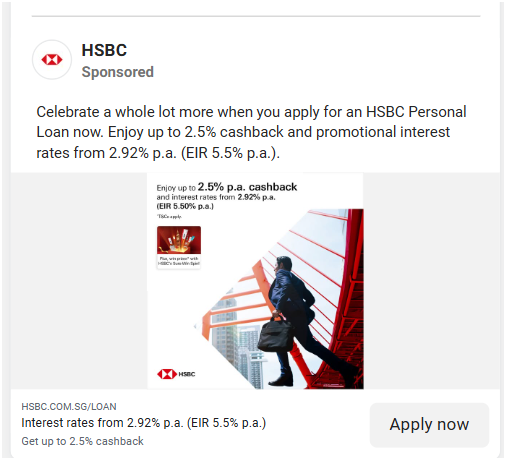 HSBC
Sponsored
Celebrate a whole lot more when you apply for an HSBC Personal
Loan now. Enjoy up to 2.5% cashback and promotional interest
rates from 2.92% p.a. (EIR 5.5% p.a.).
Enjoy up to 2.5% p.a. cashback
and interest rates from 2.92% p.a.
(EIR 5.50% p.a.)
*T&Cs apply.
Plus, win prizes* with
HSBC's Sure Win Spin!
HSBC
HSBC.COM.SG/LOAN
Interest rates from 2.92% p.a. (EIR 5.5% p.a.)
Get up to 2.5% cashback
Apply now